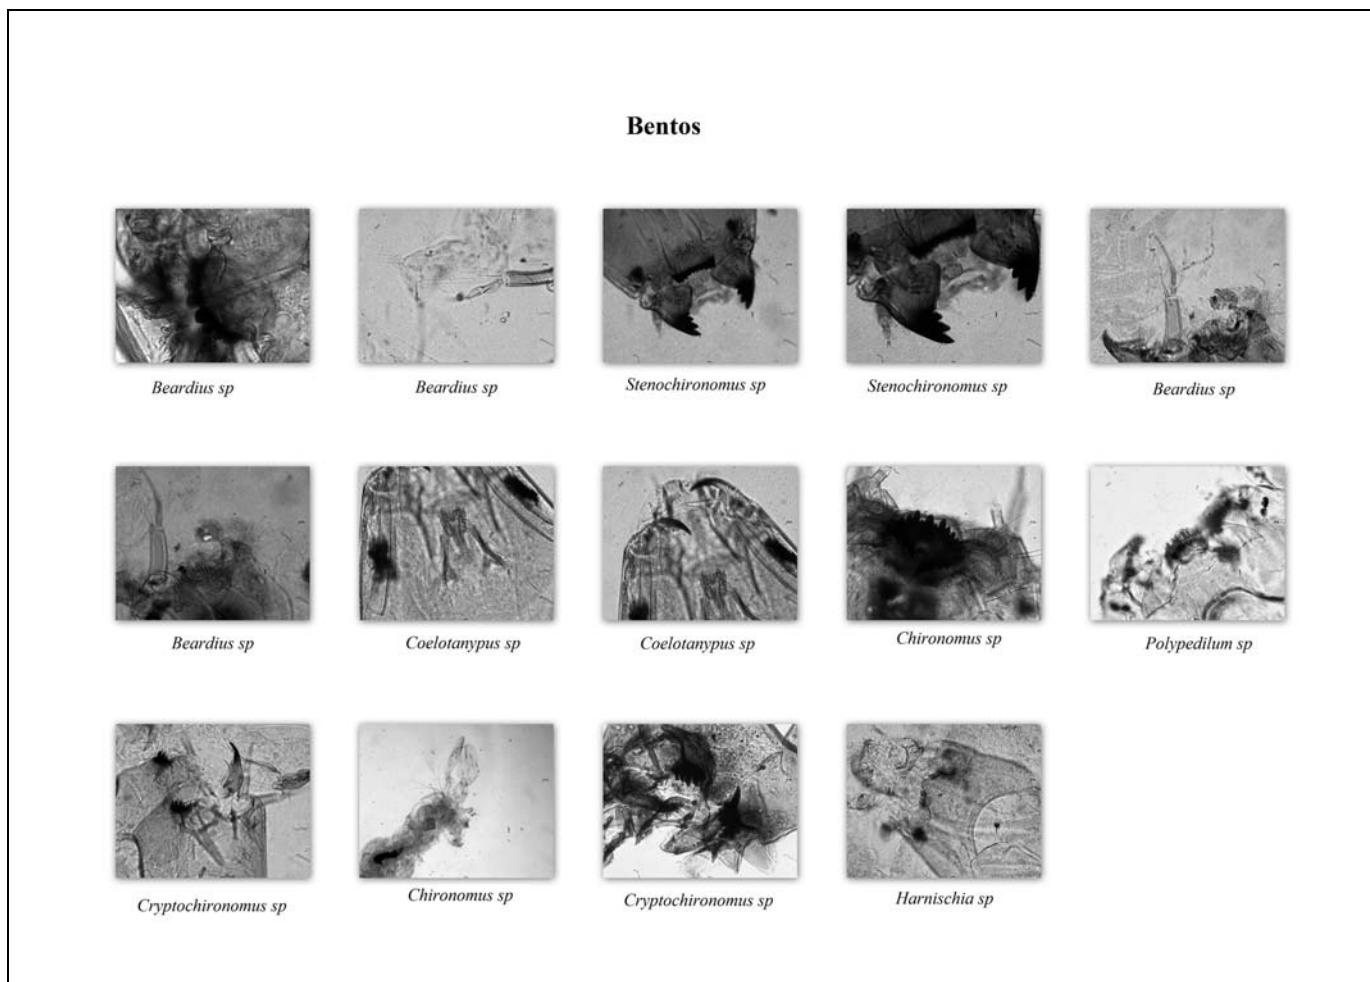 Bentos
Beardius sp
Beardius sp
Stenochironomus sp
Stenochironomus sp
Beardius sp
Beardius sp
Coelotanypus sp
Coelotanypus sp
Chironomus sp
Polypedilum sp
Cryptochironomus sp
Chironomus sp
Cryptochironomus sp
Harnischia sp